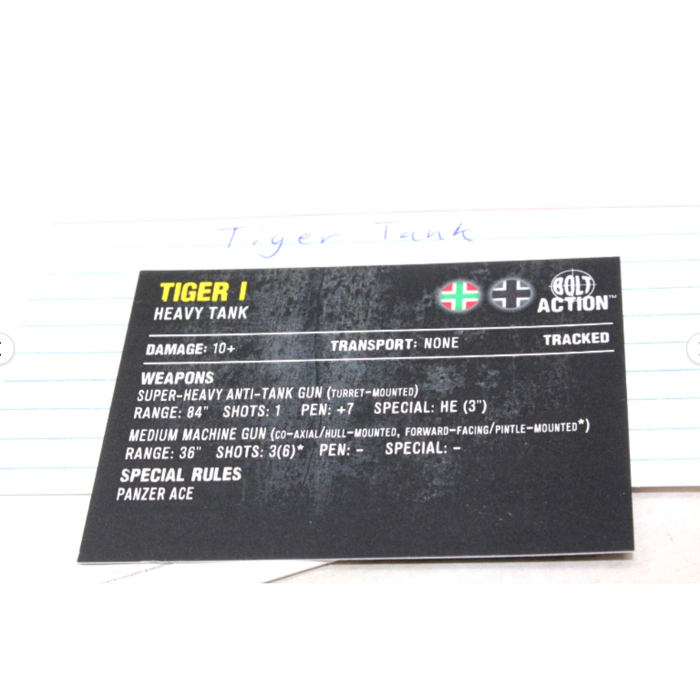 Tiger Tank
TIGER I
HEAVY TANK
BOLT
ACTION™
DAMAGE: 10+ TRANSPORT: NONE TRACKED
WEAPONS
SUPER-HEAVY ANTI-TANK GUN (TURRET-MOUNTED)
RANGE: 84" SHOTS: 1 PEN: +7 SPECIAL: HE (3")
MEDIUM MACHINE GUN (CO-AXIAL/HULL-MOUNTED, FORWARD-FACING/PINTLE-MOUNTED*)
RANGE: 36" SHOTS: 3(6)* PEN: – SPECIAL: –
SPECIAL RULES
PANZER ACE